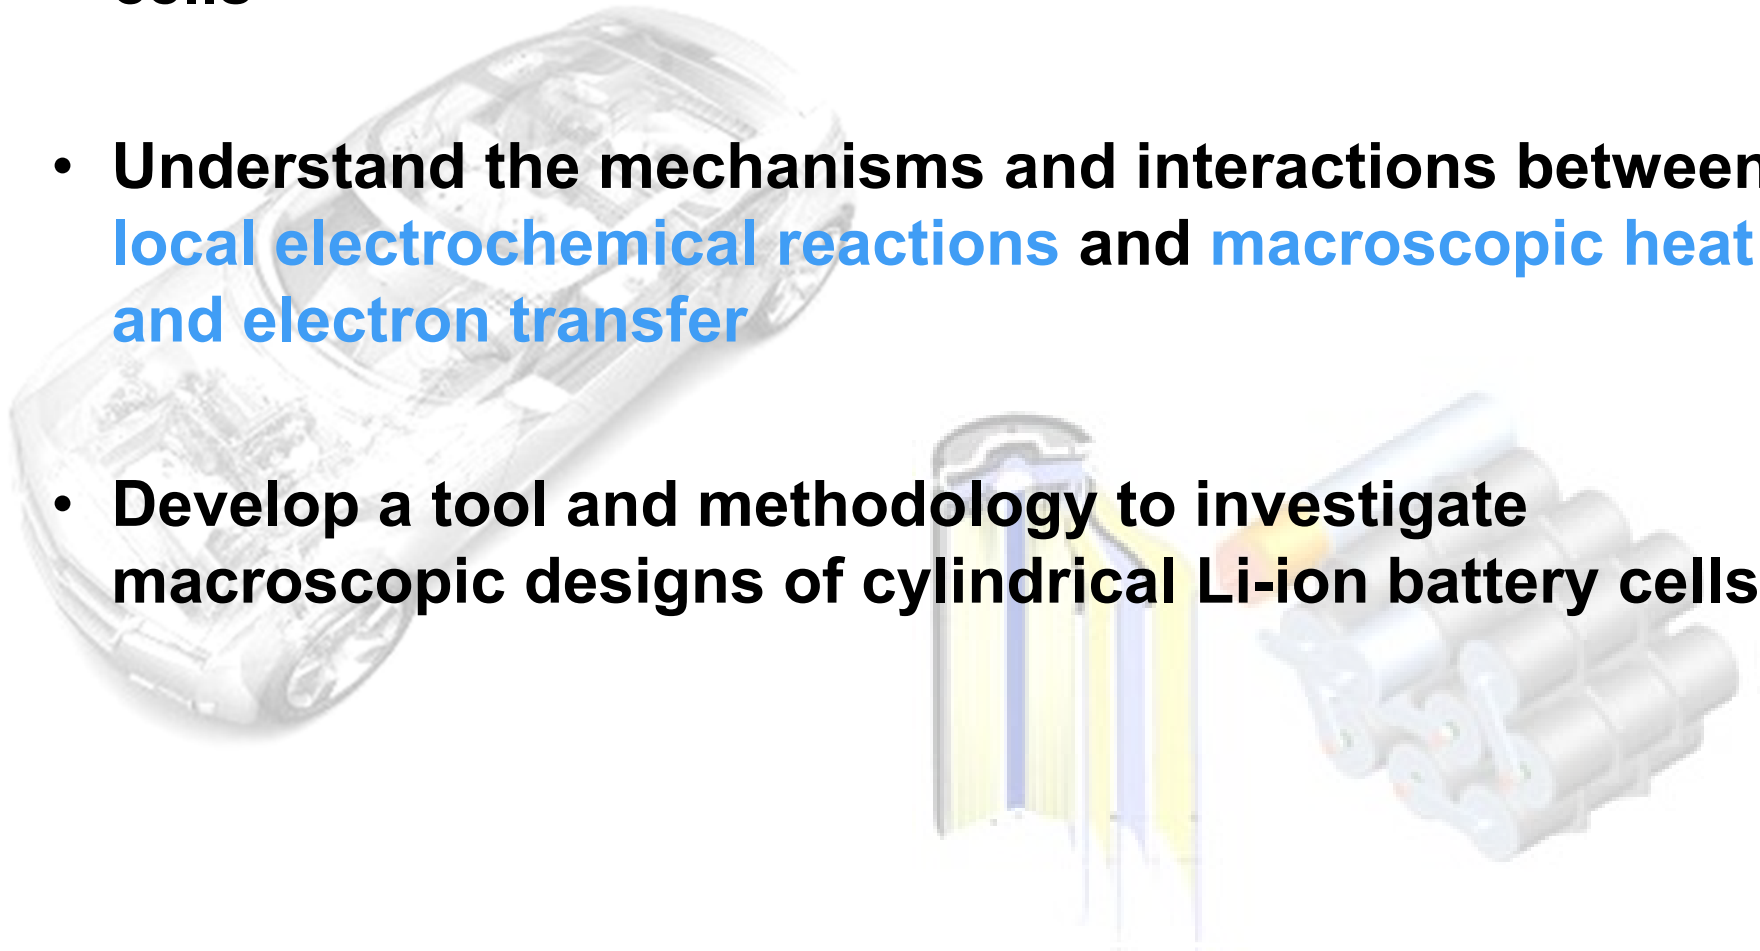 cells
• Understand the mechanisms and interactions between
local electrochemical reactions and macroscopic heat
and electron transfer
• Develop a tool and methodology to investigate
macroscopic designs of cylindrical Li-ion battery cells